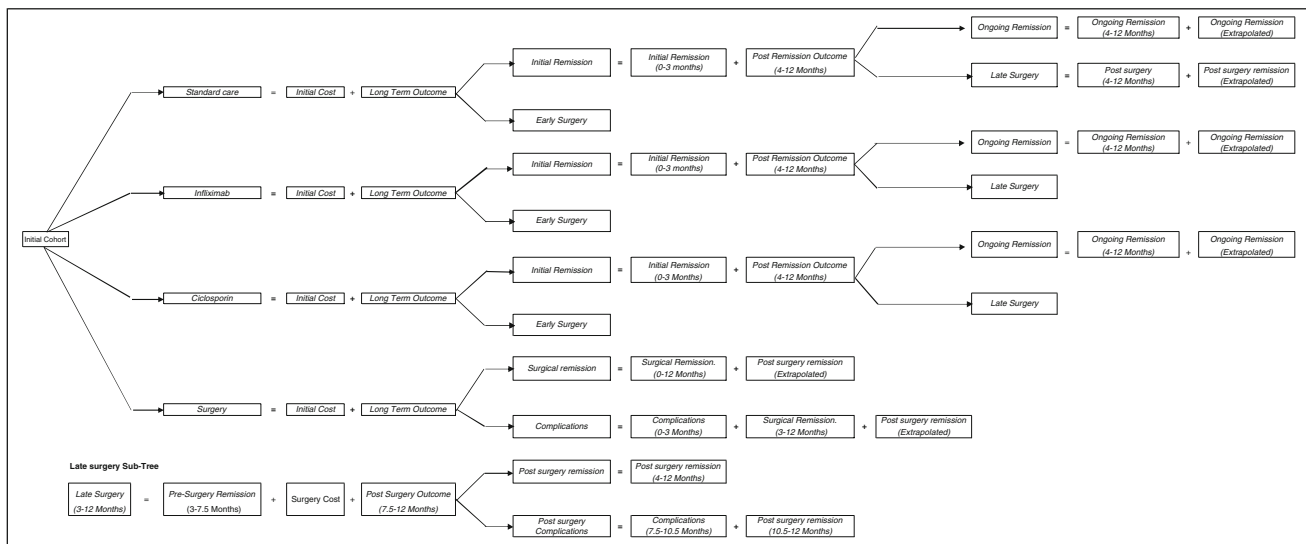 Ongoing Remission = Ongoing Remission (4-12 Months) + Ongoing Remission (Extrapolated)
Initial Remission = Initial Remission (0-3 months) + Post Remission Outcome (4-12 Months)
Late Surgery = Post surgery (4-12 Months) + Post surgery remission (Extrapolated)
Standard care = Initial Cost + Long Term Outcome
Early Surgery
Ongoing Remission = Ongoing Remission (4-12 Months) + Ongoing Remission (Extrapolated)
Initial Remission = Initial Remission (0-3 months) + Post Remission Outcome (4-12 Months)
Late Surgery
Infliximab = Initial Cost + Long Term Outcome
Early Surgery
Initial Cohort
Ongoing Remission = Ongoing Remission (4-12 Months) + Ongoing Remission (Extrapolated)
Initial Remission = Initial Remission (0-3 Months) + Post Remission Outcome (4-12 Months)
Late Surgery
Ciclosporin = Initial Cost + Long Term Outcome
Early Surgery
Surgical remission = Surgical Remission. (0-12 Months) + Post surgery remission (Extrapolated)
Surgery = Initial Cost + Long Term Outcome
Complications = Complications (0-3 Months) + Surgical Remission. (3-12 Months) + Post surgery remission (Extrapolated)
Late surgery Sub-Tree
Post surgery remission = Post surgery remission (4-12 Months)
Late Surgery (3-12 Months) = Pre-Surgery Remission (3-7.5 Months) + Surgery Cost + Post Surgery Outcome (7.5-12 Months)
Post surgery Complications = Complications (7.5-10.5 Months) + Post surgery remission (10.5-12 Months)